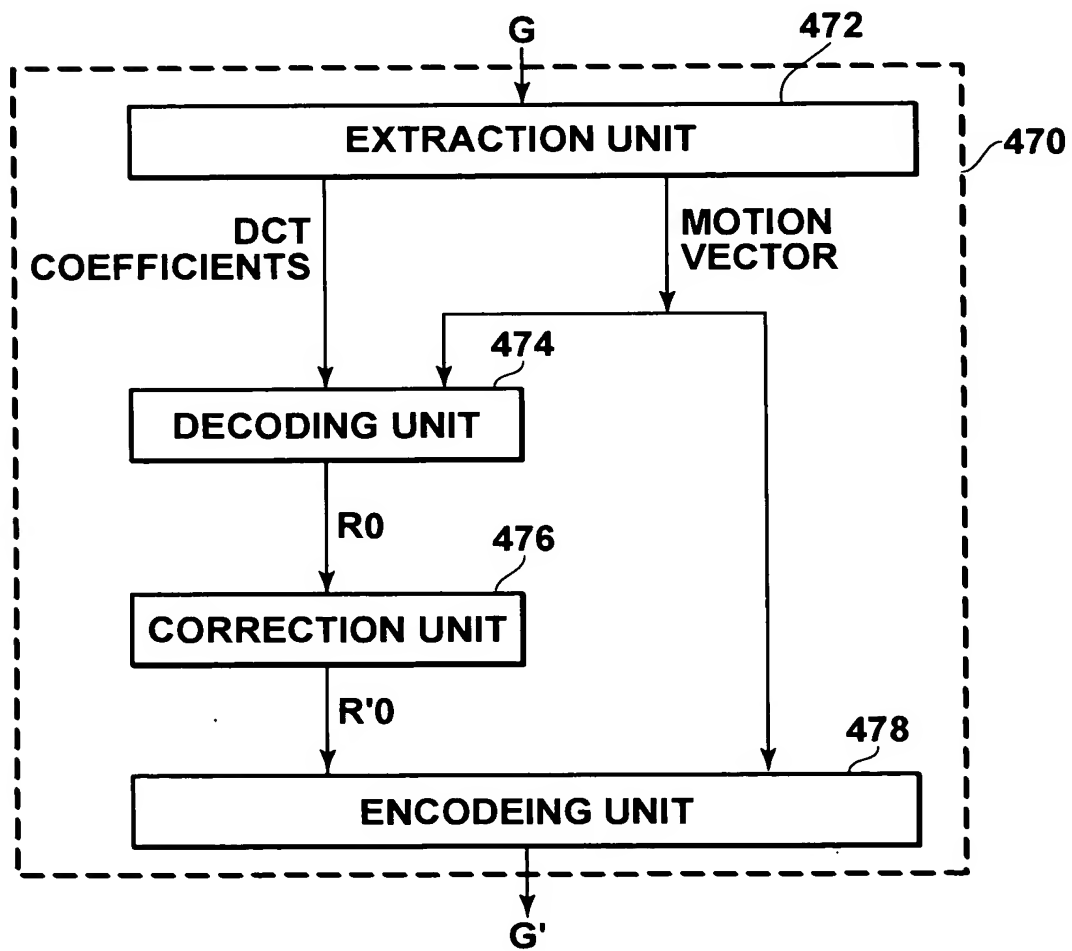 G
472
EXTRACTION UNIT
470
DCT
COEFFICIENTS
MOTION
VECTOR
474
DECODING UNIT
R0
476
CORRECTION UNIT
R'0
478
ENCODEING UNIT
G'